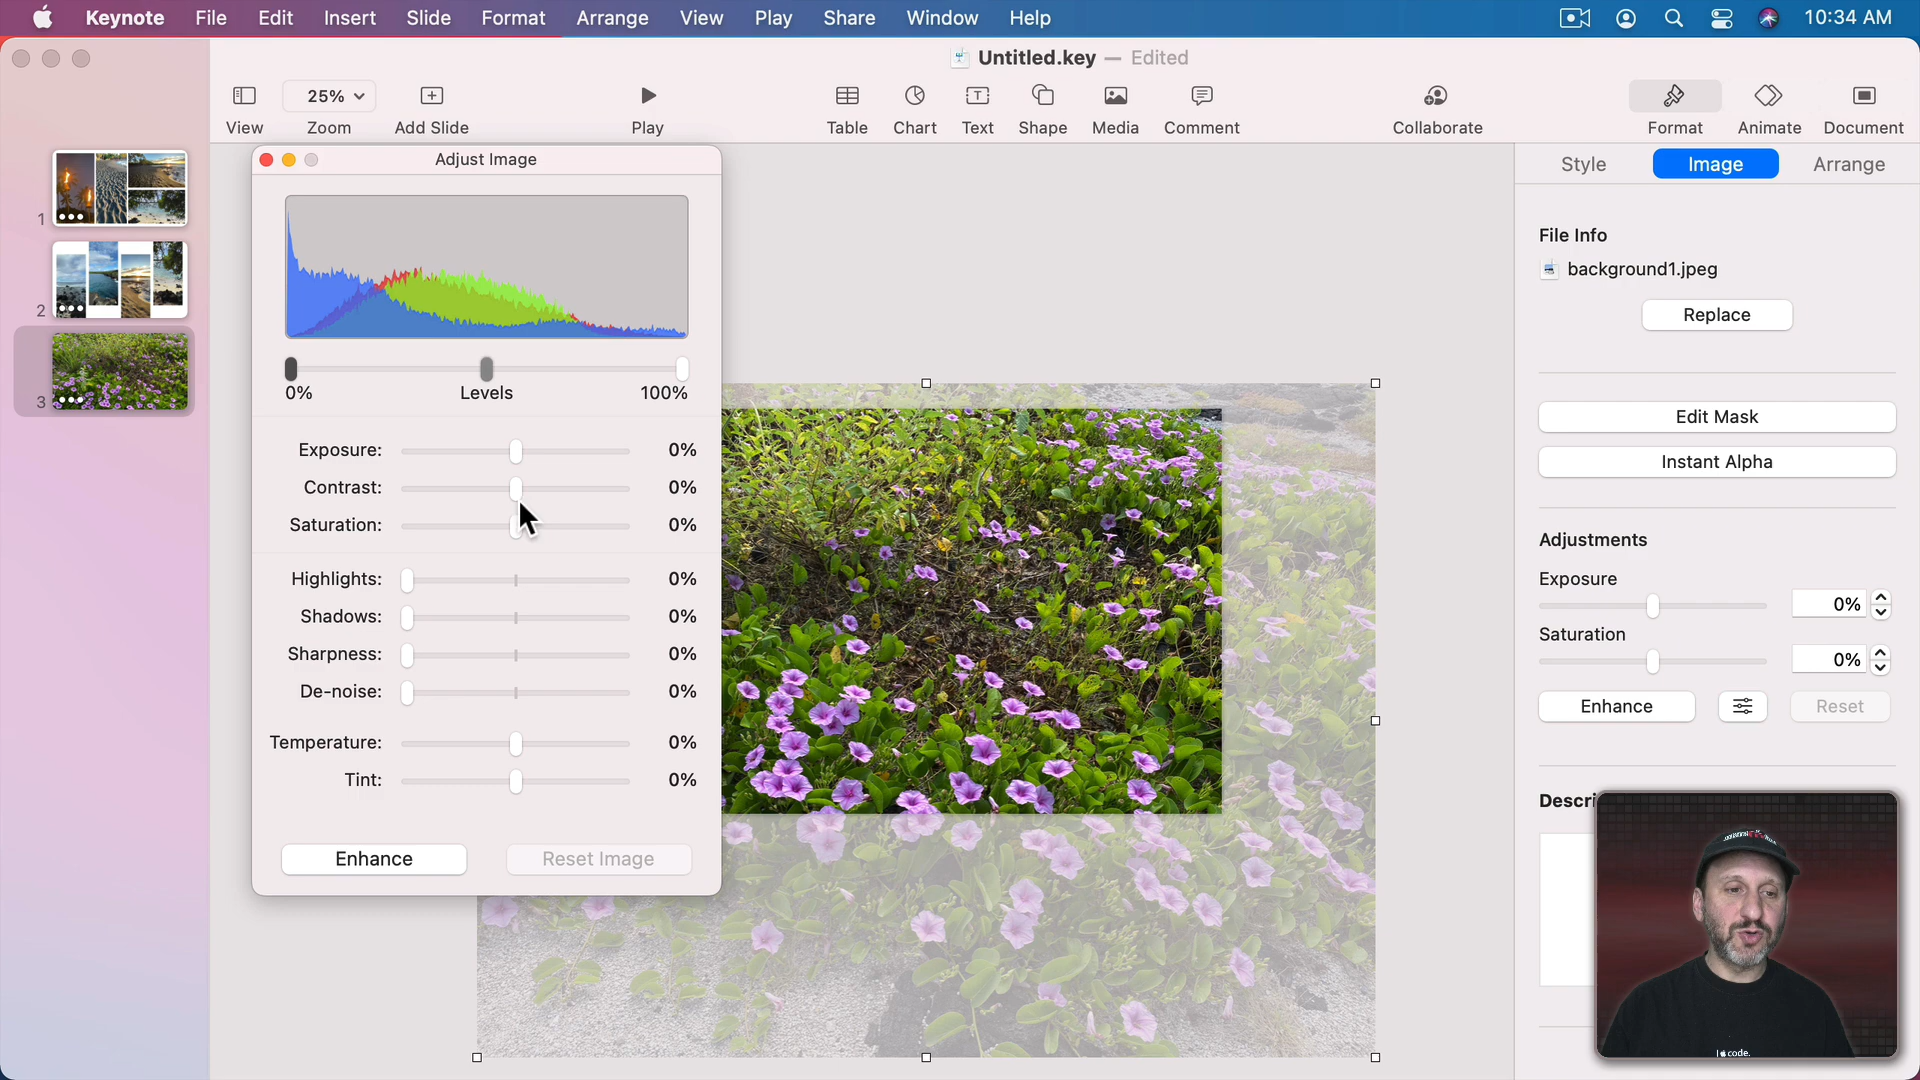 Keynote File Edit Insert Slide Format Arrange View Play Share Window Help 10:34 AM
Untitled.key — Edited
25%
View Zoom Add Slide Play Table Chart Text Shape Media Comment Collaborate Format Animate Document
1
2
3
Adjust Image
0% Levels 100%
Exposure: 0%
Contrast: 0%
Saturation: 0%
Highlights: 0%
Shadows: 0%
Sharpness: 0%
De-noise: 0%
Temperature: 0%
Tint: 0%
Enhance Reset Image
Style Image Arrange
File Info
background1.jpeg
Replace
Edit Mask
Instant Alpha
Adjustments
Exposure
0%
Saturation
0%
Enhance Reset
Descri
code.